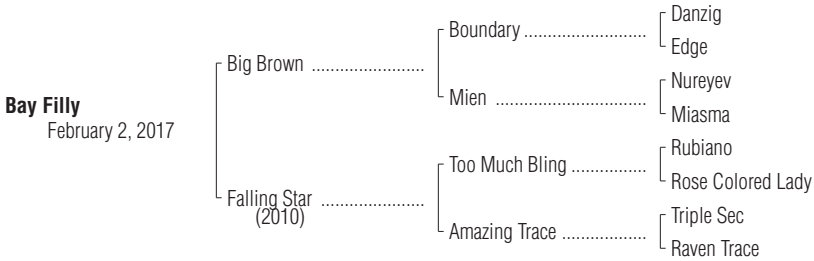 Danzig
Boundary ..........................
Edge
Big Brown ........................
Nureyev
Mien ................................
Miasma
Bay Filly
February 2, 2017
Rubiano
Too Much Bling ................
Rose Colored Lady
Falling Star ......................
(2010)
Triple Sec
Amazing Trace ..................
Raven Trace